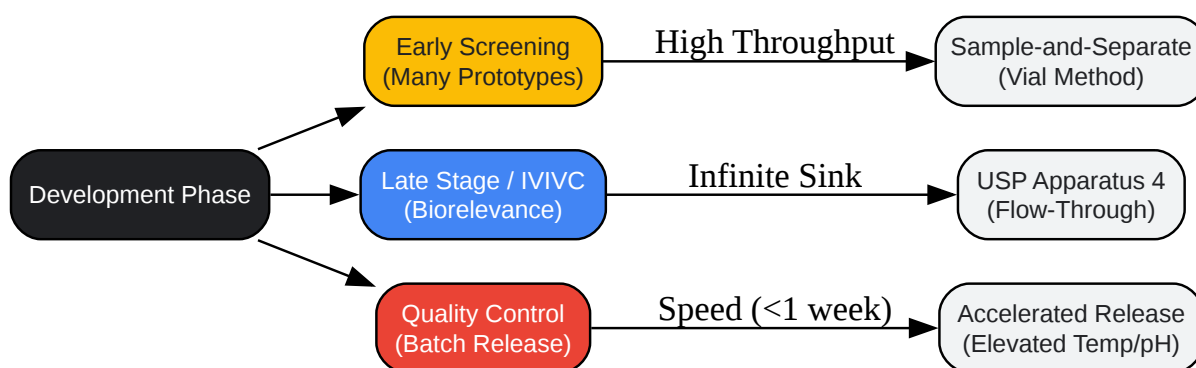 Early Screening
(Many Prototypes)
High Throughput
Sample-and-Separate
(Vial Method)
Development Phase
Late Stage / IVIVC
(Biorelevance)
Infinite Sink
USP Apparatus 4
(Flow-Through)
Quality Control
(Batch Release)
Speed (<1 week)
Accelerated Release
(Elevated Temp/pH)